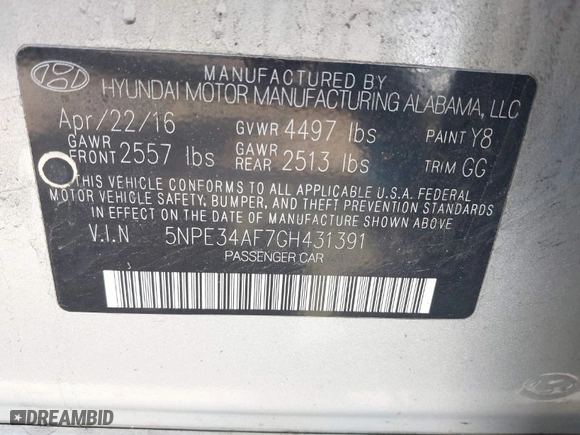 MANUFACTURED BY
HYUNDAI MOTOR MANUFACTURING ALABAMA, LLC
Apr/22/16 GVWR 4497 lbs PAINT Y8
GAWR FRONT 2557 lbs GAWR REAR 2513 lbs TRIM GG
THIS VEHICLE CONFORMS TO ALL APPLICABLE U.S.A. FEDERAL
MOTOR VEHICLE SAFETY, BUMPER, AND THEFT PREVENTION STANDARDS
IN EFFECT ON THE DATE OF MANUFACTURE SHOWN ABOVE.
V.I.N 5NPE34AF7GH431391
PASSENGER CAR
DREAMBID